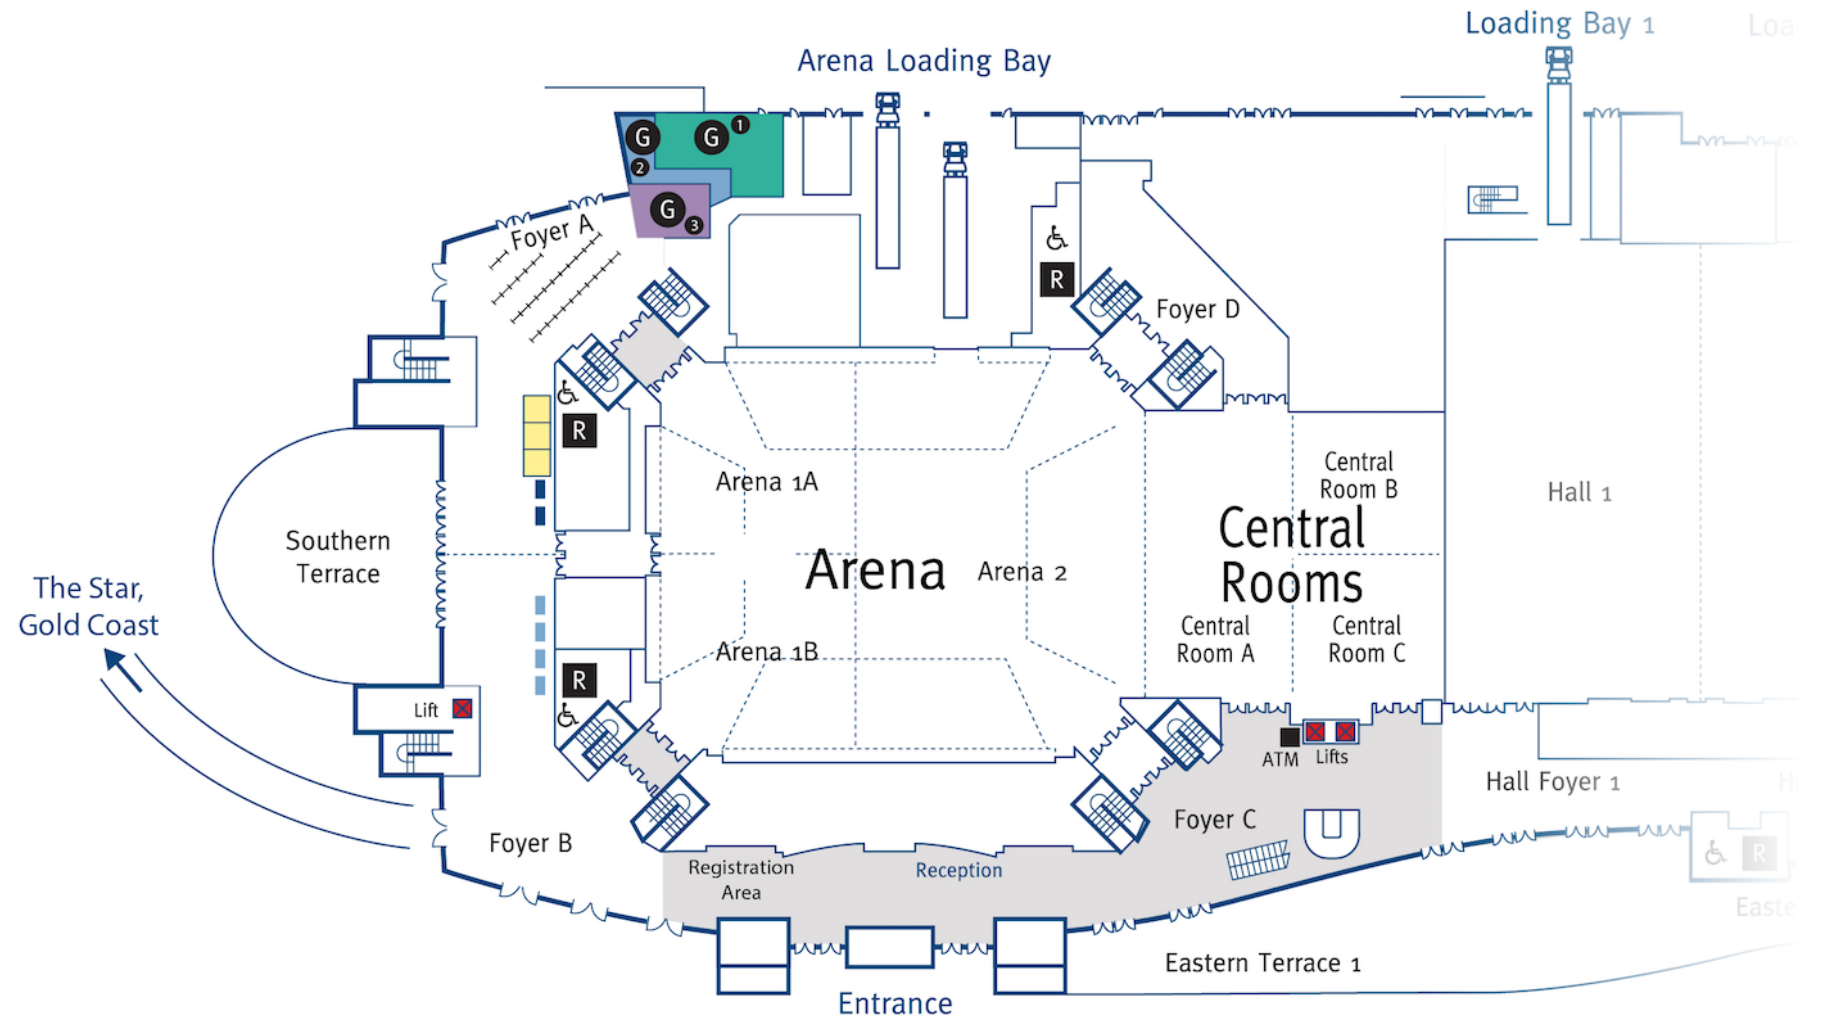 Loading Bay 1
Loa
Arena Loading Bay
G
1
G
2
G
3
Foyer A
R
Foyer D
R
Arena 1A
Central
Room B
Hall 1
Central
Rooms
Southern
Terrace
Arena
Arena 2
The Star,
Gold Coast
Arena 1B
Central
Room A
Central
Room C
R
Lift
ATM
Lifts
Hall Foyer 1
H
Foyer B
Foyer C
R
Registration
Area
Reception
Easte
Eastern Terrace 1
Entrance